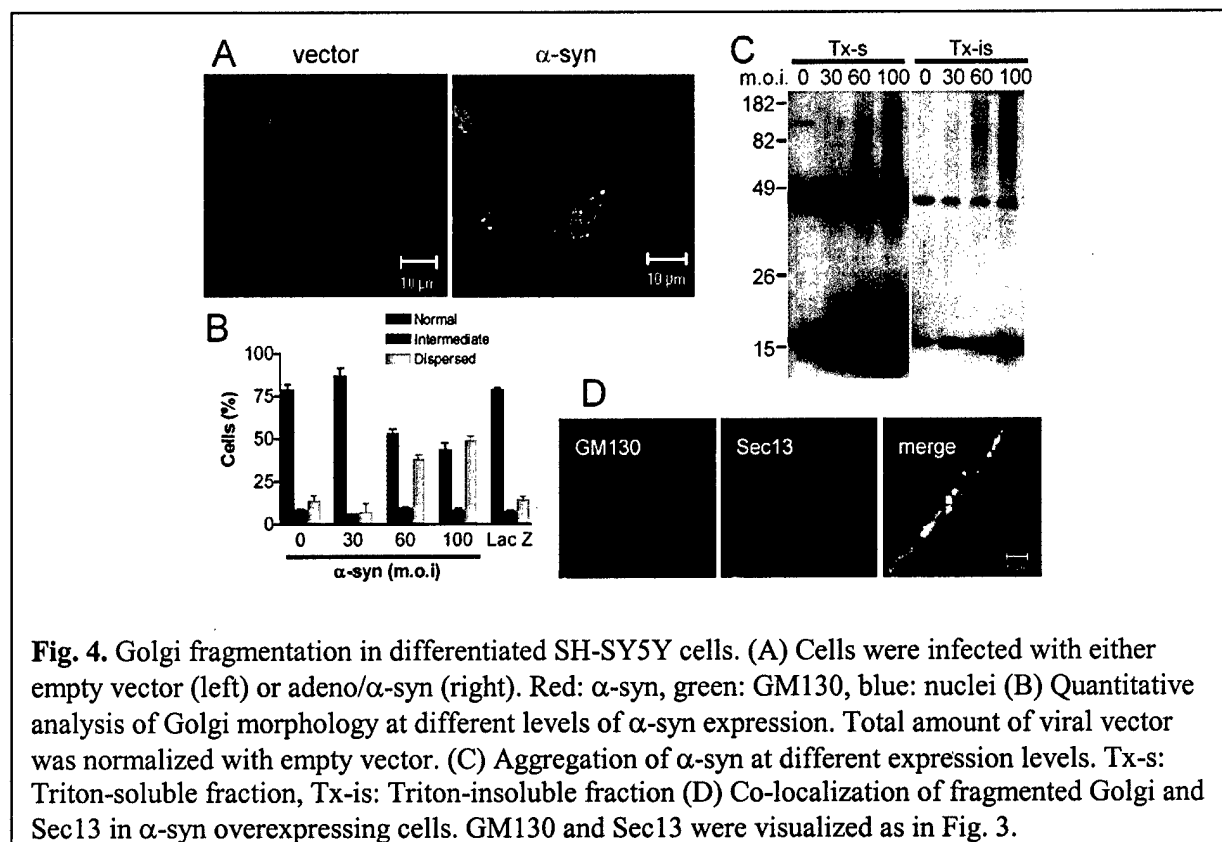 A
vector
α-syn
10 μm
10 μm
C
Tx-s
Tx-is
m.o.i. 0 30 60 100 0 30 60 100
182
82
49
26
15
B
Normal
Intermediate
Dispersed
100
75
50
25
0
Cells (%)
0 30 60 100 Lac Z
α-syn (m.o.i)
D
GM130
Sec13
merge
Fig. 4. Golgi fragmentation in differentiated SH-SY5Y cells. (A) Cells were infected with either
empty vector (left) or adeno/α-syn (right). Red: α-syn, green: GM130, blue: nuclei (B) Quantitative
analysis of Golgi morphology at different levels of α-syn expression. Total amount of viral vector
was normalized with empty vector. (C) Aggregation of α-syn at different expression levels. Tx-s:
Triton-soluble fraction, Tx-is: Triton-insoluble fraction (D) Co-localization of fragmented Golgi and
Sec13 in α-syn overexpressing cells. GM130 and Sec13 were visualized as in Fig. 3.